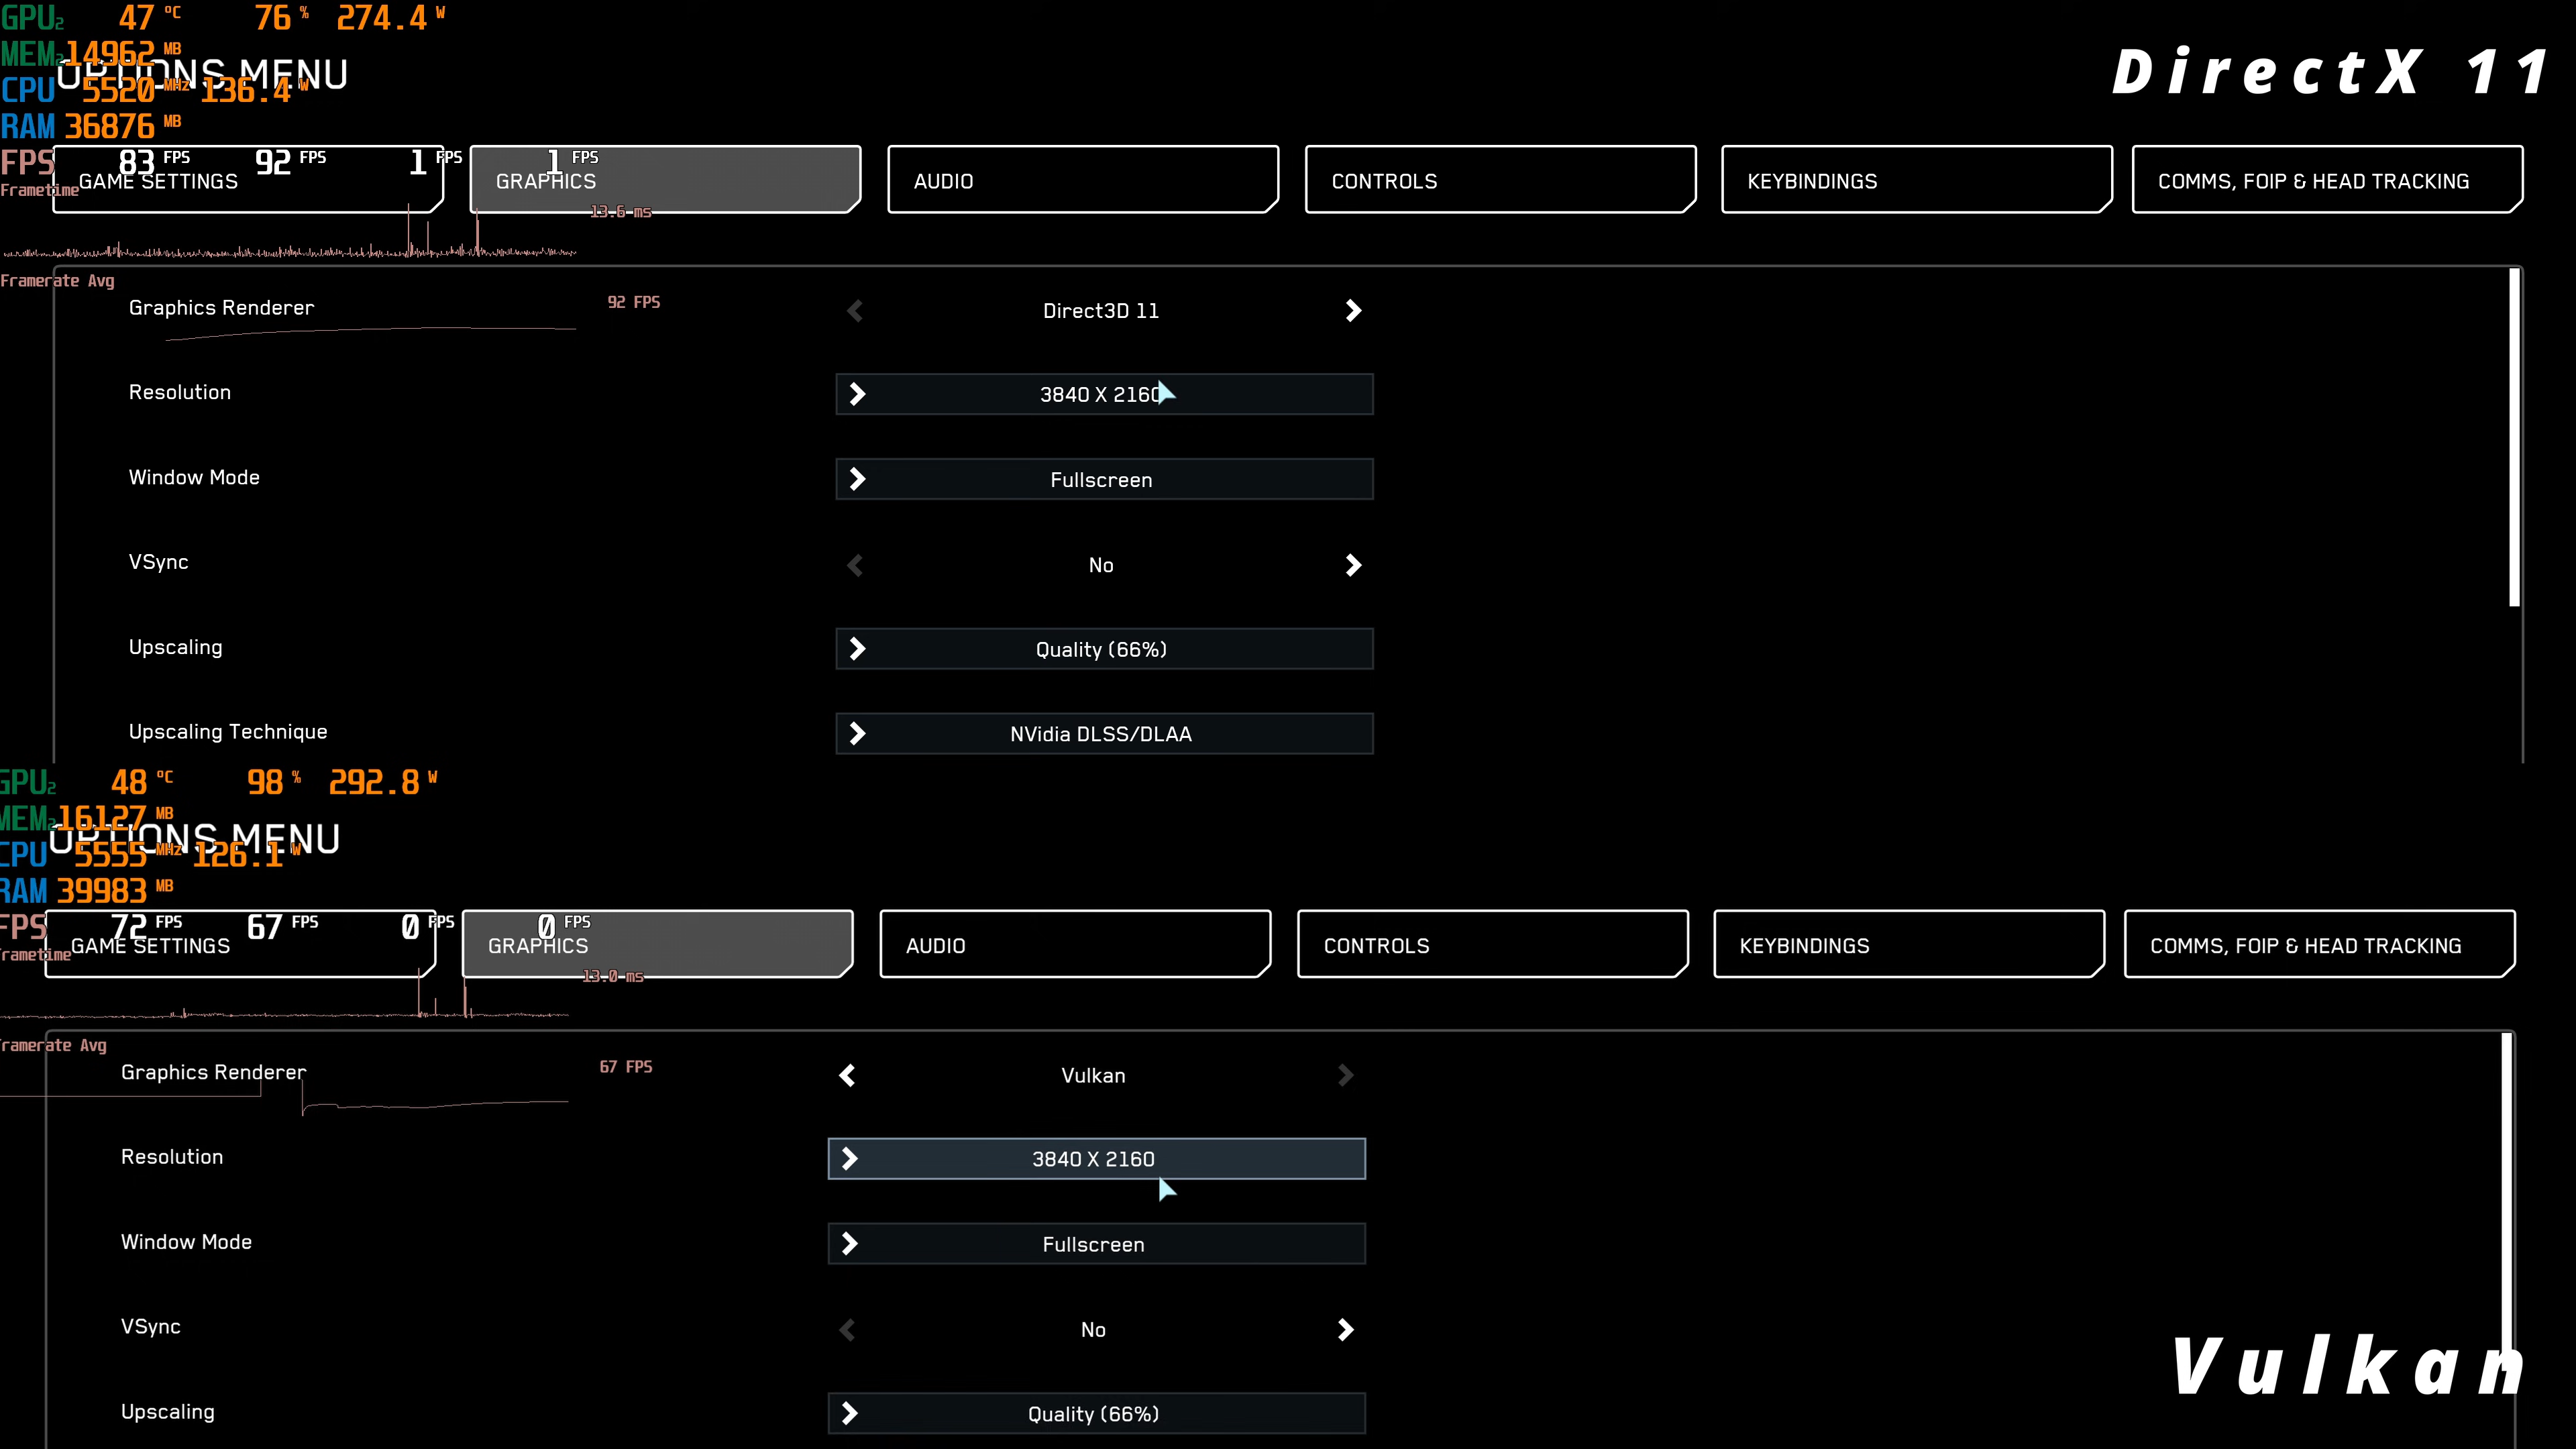 GPU2 47 °C 76 % 274.4 W
MEM2 14962 MB
OPTIONS MENU
DirectX 11
CPU 5520 MHz 136.4 W
RAM 36876 MB
FPS 83 FPS 92 FPS 1 FPS 1 FPS
GAME SETTINGS GRAPHICS AUDIO CONTROLS KEYBINDINGS COMMS, FOIP & HEAD TRACKING
Frametime
13.6 ms
Framerate Avg
92 FPS
Graphics Renderer Direct3D 11
Resolution 3840 X 2160
Window Mode Fullscreen
VSync No
Upscaling Quality (66%)
Upscaling Technique NVidia DLSS/DLAA
GPU2 48 °C 98 % 292.8 W
MEM2 16127 MB
OPTIONS MENU
CPU 5555 MHz 126.1 W
RAM 39983 MB
FPS 72 FPS 67 FPS 0 FPS 0 FPS
GAME SETTINGS GRAPHICS AUDIO CONTROLS KEYBINDINGS COMMS, FOIP & HEAD TRACKING
rametime
13.0 ms
ramerate Avg
67 FPS
Graphics Renderer Vulkan
Resolution 3840 X 2160
Window Mode Fullscreen
VSync No
Vulkan
Upscaling Quality (66%)